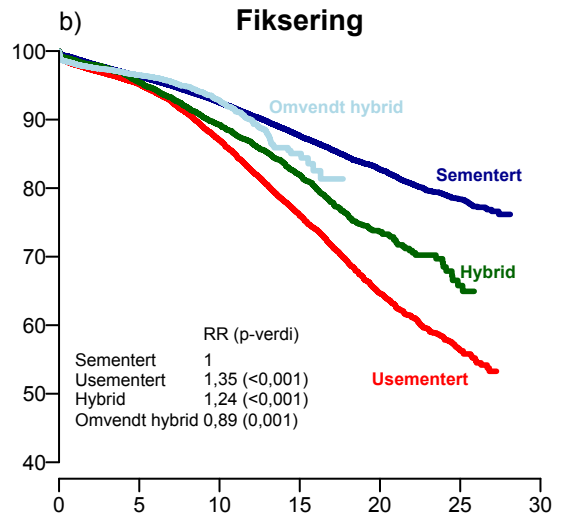 b) Fiksering
100
90
80
70
60
50
40
Omvendt hybrid
Sementert
Hybrid
Usementert
RR (p-verdi)
Sementert 1
Usementert 1,35 (<0,001)
Hybrid 1,24 (<0,001)
Omvendt hybrid 0,89 (0,001)
0 5 10 15 20 25 30